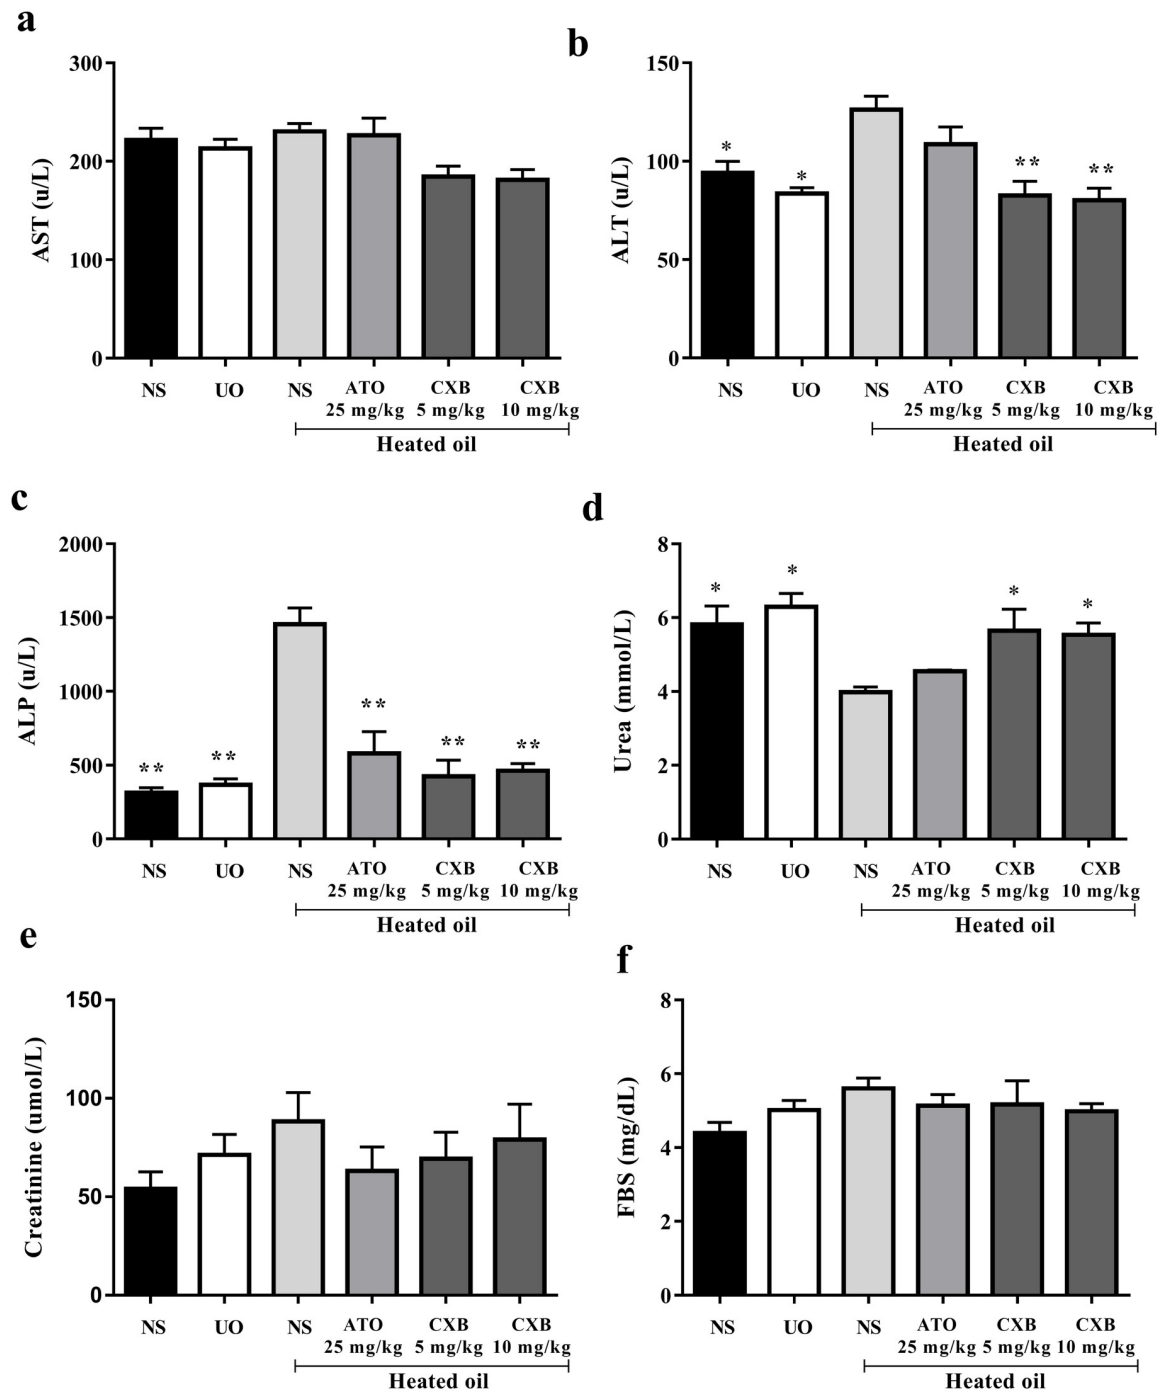 a
AST (u/L)
300
200
100
0
NS UO NS ATO CXB CXB
25 mg/kg 5 mg/kg 10 mg/kg
Heated oil
b
ALT (u/L)
150
100
50
0
* * ** **
NS UO NS ATO CXB CXB
25 mg/kg 5 mg/kg 10 mg/kg
Heated oil
c
ALP (u/L)
2000
1500
1000
500
0
** ** ** ** **
NS UO NS ATO CXB CXB
25 mg/kg 5 mg/kg 10 mg/kg
Heated oil
d
Urea (mmol/L)
8
6
4
2
0
* * * *
NS UO NS ATO CXB CXB
25 mg/kg 5 mg/kg 10 mg/kg
Heated oil
e
Creatinine (umol/L)
150
100
50
0
NS UO NS ATO CXB CXB
25 mg/kg 5 mg/kg 10 mg/kg
Heated oil
f
FBS (mg/dL)
8
6
4
2
0
NS UO NS ATO CXB CXB
25 mg/kg 5 mg/kg 10 mg/kg
Heated oil